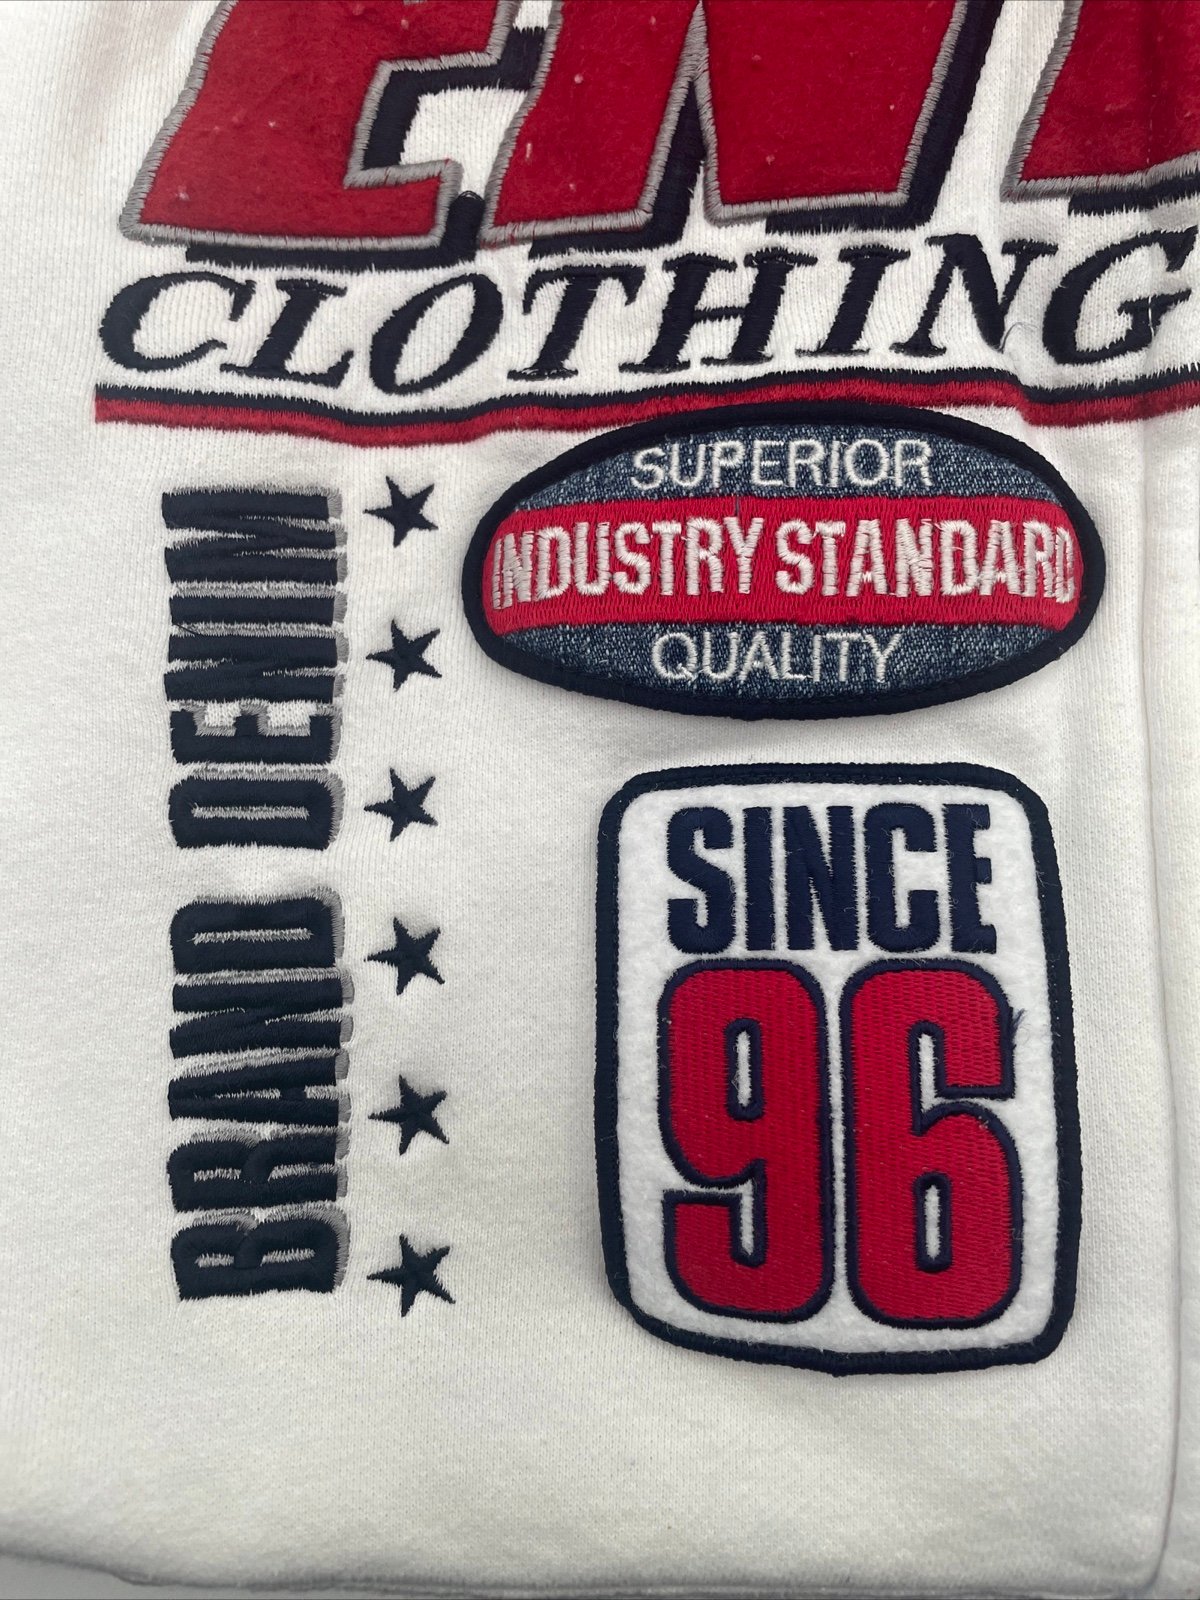 CLOTHING
SUPERIOR
INDUSTRY STANDARD
QUALITY
BRAND DENIM
SINCE
96